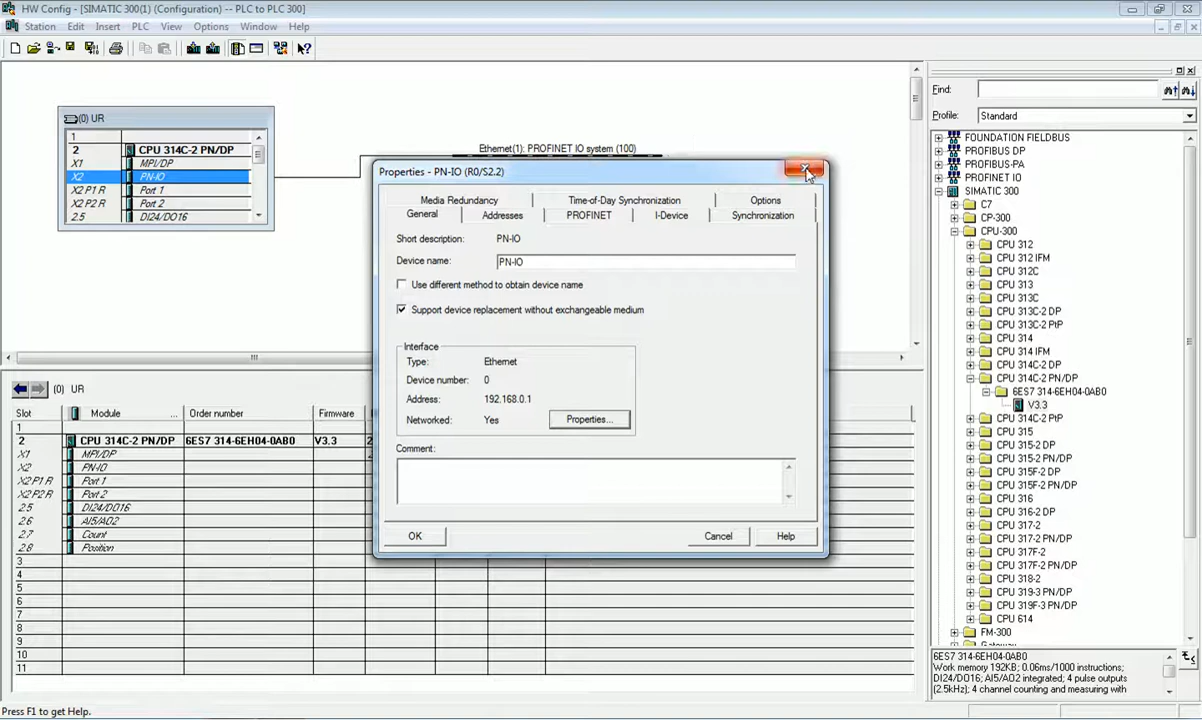 HW Config - [SIMATIC 300(1) (Configuration) -- PLC to PLC 300]
Station Edit Insert PLC View Options Window Help
(0) UR
1
2 CPU 314C-2 PN/DP
X1 MPI/DP
X2 PN-IO
X2 P1 R Port 1
X2 P2 R Port 2
2.5 DI24/DO16
Ethernet(1): PROFINET IO system (100)
Properties - PN-IO (R0/S2.2)
Media Redundancy Time-of-Day Synchronization Options
General Addresses PROFINET I-Device Synchronization
Short description: PN-IO
Device name: PN-IO
Use different method to obtain device name
Support device replacement without exchangeable medium
Interface
Type: Ethernet
Device number: 0
Address: 192.168.0.1
Networked: Yes Properties...
Comment:
OK Cancel Help
(0) UR
Slot Module ... Order number Firmware
1
2 CPU 314C-2 PN/DP 6ES7 314-6EH04-0AB0 V3.3 2
X1 MPI/DP
X2 PN-IO
X2 P1 R Port 1
X2 P2 R Port 2
2.5 DI24/DO16
2.6 AI5/AO2
2.7 Count
2.8 Position
3
4
5
6
7
8
9
10
11
Find:
Profile: Standard
FOUNDATION FIELDBUS
PROFIBUS DP
PROFIBUS-PA
PROFINET IO
SIMATIC 300
C7
CP-300
CPU-300
CPU 312
CPU 312 IFM
CPU 312C
CPU 313
CPU 313C
CPU 313C-2 DP
CPU 313C-2 PtP
CPU 314
CPU 314 IFM
CPU 314C-2 DP
CPU 314C-2 PN/DP
6ES7 314-6EH04-0AB0
V3.3
CPU 314C-2 PtP
CPU 315
CPU 315-2 DP
CPU 315-2 PN/DP
CPU 315F-2 DP
CPU 315F-2 PN/DP
CPU 316
CPU 316-2 DP
CPU 317-2
CPU 317-2 PN/DP
CPU 317F-2
CPU 317F-2 PN/DP
CPU 318-2
CPU 319-3 PN/DP
CPU 319F-3 PN/DP
CPU 614
FM-300
Gateway
6ES7 314-6EH04-0AB0
Work memory 192KB; 0.06ms/1000 instructions;
DI24/DO16; AI5/AO2 integrated; 4 pulse outputs
(2.5kHz); 4 channel counting and measuring with
Press F1 to get Help.